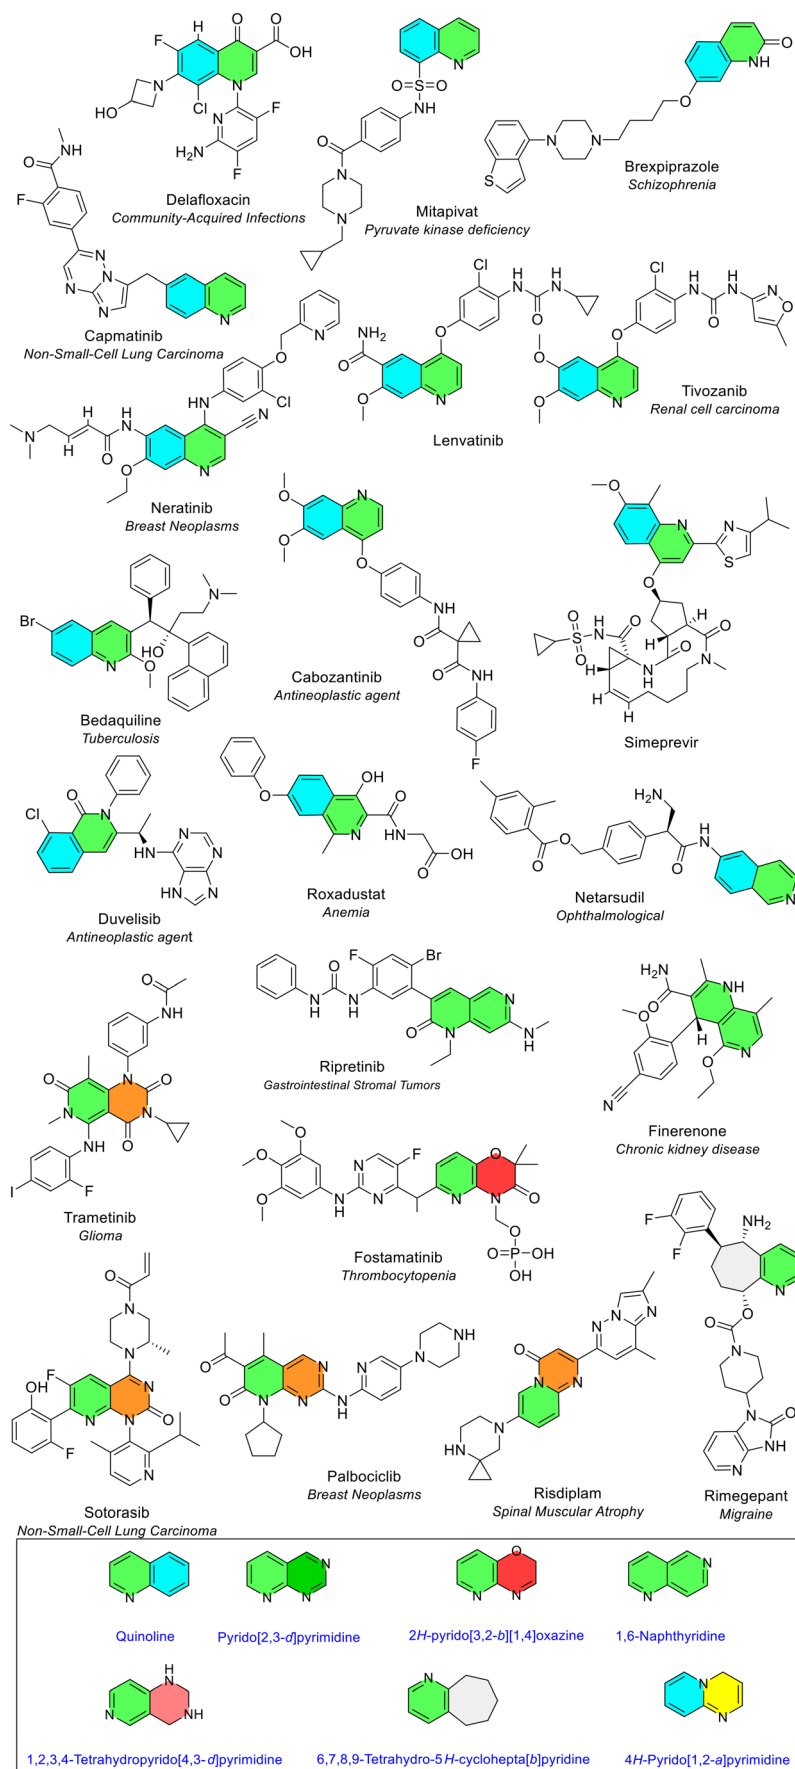 Delafloxacin
Community-Acquired Infections
Mitapivat
Pyruvate kinase deficiency
Brexpiprazole
Schizophrenia
Capmatinib
Non-Small-Cell Lung Carcinoma
Lenvatinib
Tivozanib
Renal cell carcinoma
Neratinib
Breast Neoplasms
Bedaquiline
Tuberculosis
Cabozantinib
Antineoplastic agent
Simeprevir
Duvelisib
Antineoplastic agent
Roxadustat
Anemia
Netarsudil
Ophthalmological
Ripretinib
Gastrointestinal Stromal Tumors
Finerenone
Chronic kidney disease
Trametinib
Glioma
Fostamatinib
Thrombocytopenia
Sotorasib
Non-Small-Cell Lung Carcinoma
Palbociclib
Breast Neoplasms
Risdiplam
Spinal Muscular Atrophy
Rimegepant
Migraine
Quinoline
Pyrido[2,3-d]pyrimidine
2H-pyrido[3,2-b][1,4]oxazine
1,6-Naphthyridine
1,2,3,4-Tetrahydropyrido[4,3-d]pyrimidine
6,7,8,9-Tetrahydro-5H-cyclohepta[b]pyridine
4H-Pyrido[1,2-a]pyrimidine